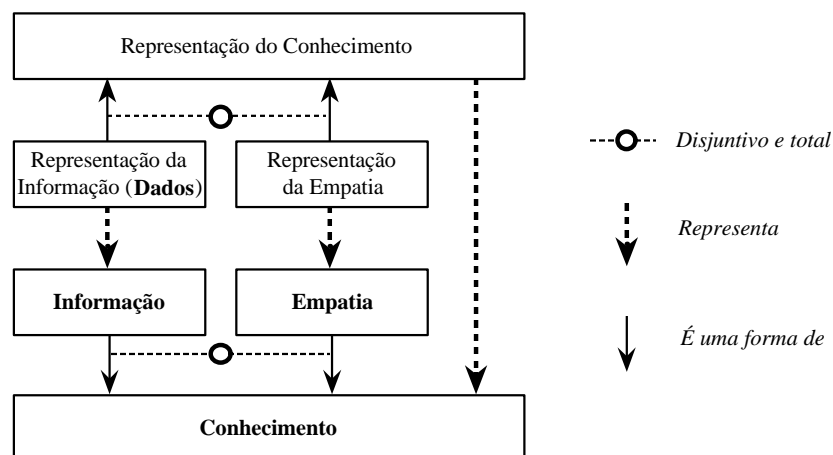 Representação do Conhecimento
Representação da
Informação (Dados)
Representação
da Empatia
Informação
Empatia
Conhecimento
Disjuntivo e total
Representa
É uma forma de